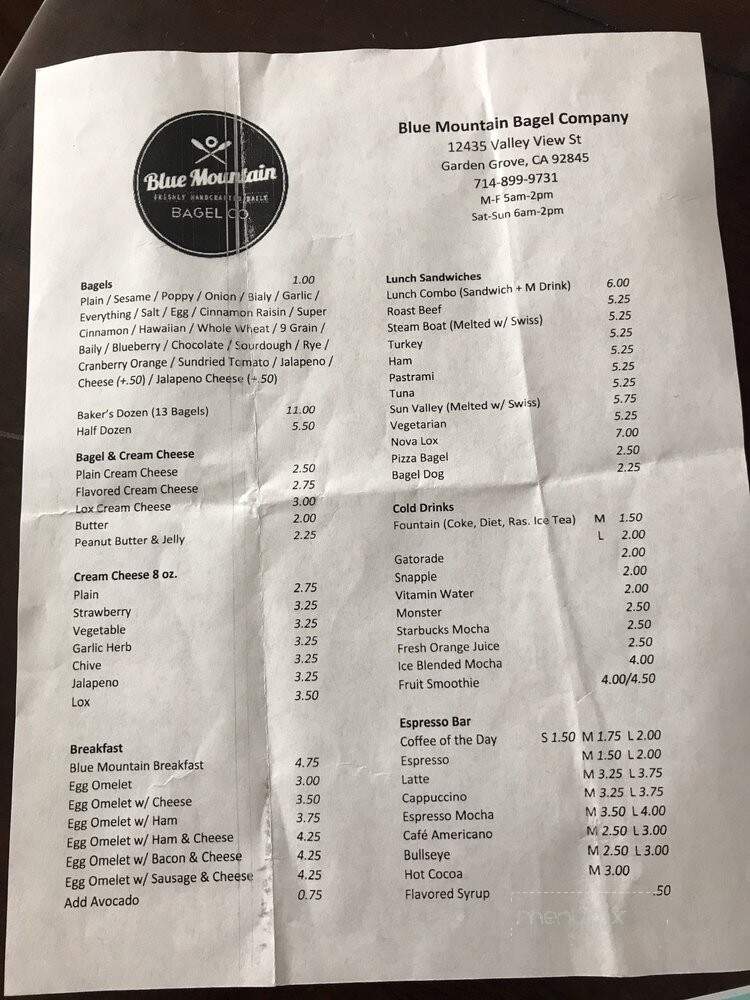 Blue Mountain
FRESHLY HANDCRAFTED DAILY
BAGEL CO.
Blue Mountain Bagel Company
12435 Valley View St
Garden Grove, CA 92845
714-899-9731
M-F 5am-2pm
Sat-Sun 6am-2pm
Bagels 1.00
Plain / Sesame / Poppy / Onion / Bialy / Garlic /
Everything / Salt / Egg / Cinnamon Raisin / Super
Cinnamon / Hawaiian / Whole Wheat / 9 Grain /
Baily / Blueberry / Chocolate / Sourdough / Rye /
Cranberry Orange / Sundried Tomato / Jalapeno /
Cheese (+.50) / Jalapeno Cheese (+.50)
Baker's Dozen (13 Bagels) 11.00
Half Dozen 5.50
Bagel & Cream Cheese
Plain Cream Cheese 2.50
Flavored Cream Cheese 2.75
Lox Cream Cheese 3.00
Butter 2.00
Peanut Butter & Jelly 2.25
Cream Cheese 8 oz.
Plain 2.75
Strawberry 3.25
Vegetable 3.25
Garlic Herb 3.25
Chive 3.25
Jalapeno 3.25
Lox 3.50
Breakfast
Blue Mountain Breakfast 4.75
Egg Omelet 3.00
Egg Omelet w/ Cheese 3.50
Egg Omelet w/ Ham 3.75
Egg Omelet w/ Ham & Cheese 4.25
Egg Omelet w/ Bacon & Cheese 4.25
Egg Omelet w/ Sausage & Cheese 4.25
Add Avocado 0.75
Lunch Sandwiches
Lunch Combo (Sandwich + M Drink) 6.00
Roast Beef 5.25
Steam Boat (Melted w/ Swiss) 5.25
Turkey 5.25
Ham 5.25
Pastrami 5.25
Tuna 5.25
Sun Valley (Melted w/ Swiss) 5.75
Vegetarian 5.25
Nova Lox 7.00
Pizza Bagel 2.50
Bagel Dog 2.25
Cold Drinks
Fountain (Coke, Diet, Ras. Ice Tea) M 1.50
L 2.00
Gatorade 2.00
Snapple 2.00
Vitamin Water 2.00
Monster 2.50
Starbucks Mocha 2.50
Fresh Orange Juice 2.50
Ice Blended Mocha 4.00
Fruit Smoothie 4.00/4.50
Espresso Bar
Coffee of the Day S 1.50 M 1.75 L 2.00
Espresso M 1.50 L 2.00
Latte M 3.25 L 3.75
Cappuccino M 3.25 L 3.75
Espresso Mocha M 3.50 L 4.00
Café Americano M 2.50 L 3.00
Bullseye M 2.50 L 3.00
Hot Cocoa M 3.00
Flavored Syrup .50